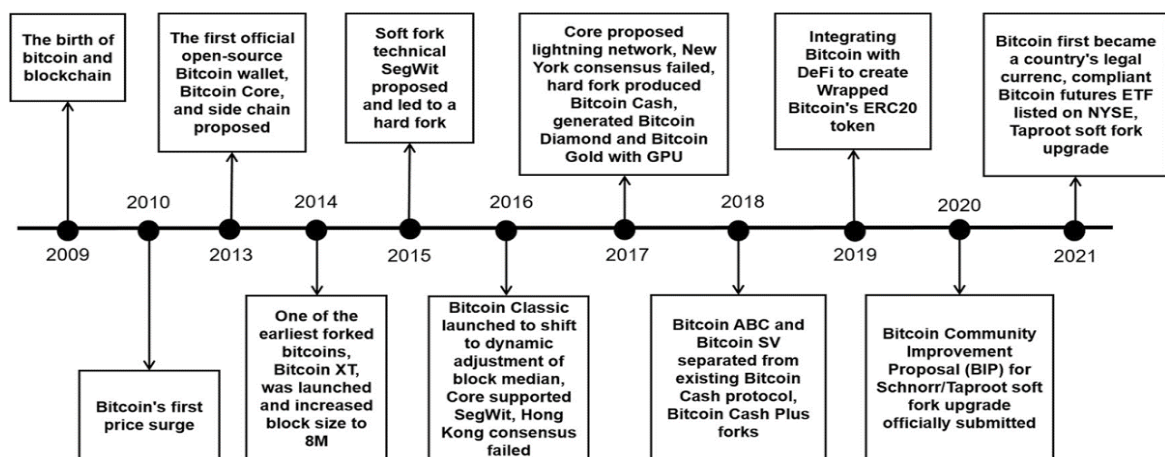 The birth of
bitcoin and
blockchain
The first official
open-source
Bitcoin wallet,
Bitcoin Core,
and side chain
proposed
Soft fork
technical
SegWit
proposed
and led to a
hard fork
Core proposed
lightning network, New
York consensus failed,
hard fork produced
Bitcoin Cash,
generated Bitcoin
Diamond and Bitcoin
Gold with GPU
Integrating
Bitcoin with
DeFi to create
Wrapped
Bitcoin's ERC20
token
Bitcoin first became
a country's legal
currenc, compliant
Bitcoin futures ETF
listed on NYSE,
Taproot soft fork
upgrade
2010
2014
2016
2018
2020
2009
2013
2015
2017
2019
2021
Bitcoin's first
price surge
One of the
earliest forked
bitcoins,
Bitcoin XT,
was launched
and increased
block size to
8M
Bitcoin Classic
launched to shift
to dynamic
adjustment of
block median,
Core supported
SegWit, Hong
Kong consensus
failed
Bitcoin ABC and
Bitcoin SV
separated from
existing Bitcoin
Cash protocol,
Bitcoin Cash Plus
forks
Bitcoin Community
Improvement
Proposal (BIP) for
Schnorr/Taproot soft
fork upgrade
officially submitted